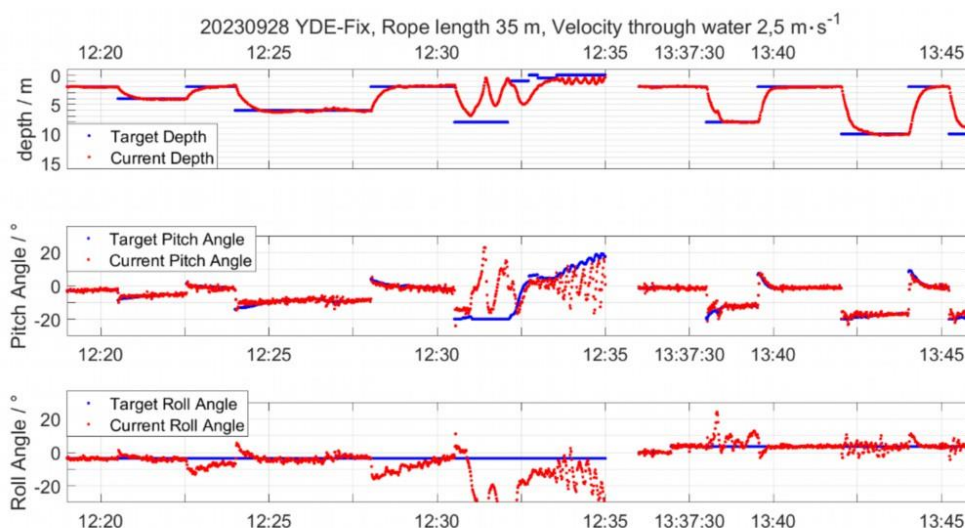 20230928 YDE-Fix, Rope length 35 m, Velocity through water 2,5 m·s⁻¹
12:20 12:25 12:30 12:35 13:37:30 13:40 13:45
depth / m
0
5
10
15
Target Depth
Current Depth
Pitch Angle / °
20
0
-20
Target Pitch Angle
Current Pitch Angle
12:20 12:25 12:30 12:35 13:37:30 13:40 13:45
Roll Angle / °
20
0
-20
Target Roll Angle
Current Roll Angle
12:20 12:25 12:30 12:35 13:37:30 13:40 13:45